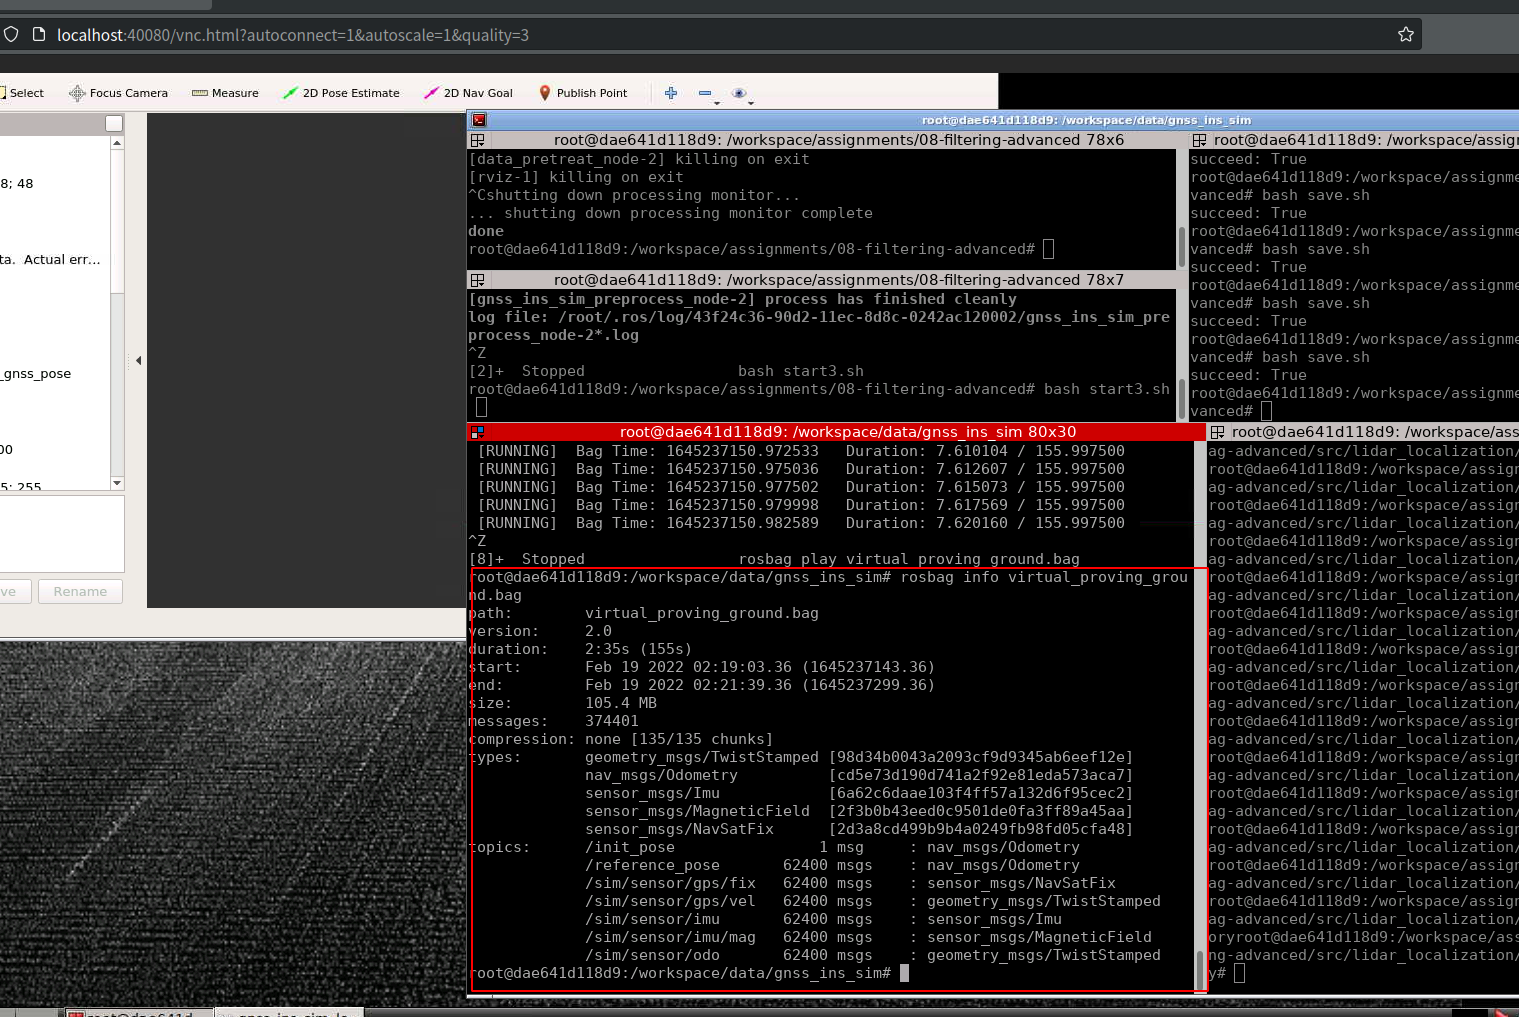 localhost:40080/vnc.html?autoconnect=1&autoscale=1&quality=3
Select Focus Camera Measure 2D Pose Estimate 2D Nav Goal Publish Point
8; 48
ta. Actual err...
_gnss_pose
00
5; 255
ve Rename
root@dae641d118d9: /workspace/data/gnss_ins_sim
root@dae641d118d9: /workspace/assignments/08-filtering-advanced 78x6
[data_pretreat_node-2] killing on exit
[rviz-1] killing on exit
^Cshutting down processing monitor...
... shutting down processing monitor complete
done
root@dae641d118d9:/workspace/assignments/08-filtering-advanced#
root@dae641d118d9: /workspace/assignments/08-filtering-advanced 78x7
[gnss_ins_sim_preprocess_node-2] process has finished cleanly
log file: /root/.ros/log/43f24c36-90d2-11ec-8d8c-0242ac120002/gnss_ins_sim_pre
process_node-2*.log
^Z
[2]+  Stopped                 bash start3.sh
root@dae641d118d9:/workspace/assignments/08-filtering-advanced# bash start3.sh
root@dae641d118d9: /workspace/assign
succeed: True
root@dae641d118d9:/workspace/assignme
vanced# bash save.sh
succeed: True
root@dae641d118d9:/workspace/assignme
vanced# bash save.sh
succeed: True
root@dae641d118d9:/workspace/assignme
vanced# bash save.sh
succeed: True
root@dae641d118d9:/workspace/assignme
vanced# bash save.sh
succeed: True
root@dae641d118d9:/workspace/assignme
vanced#
root@dae641d118d9: /workspace/data/gnss_ins_sim 80x30
[RUNNING]  Bag Time: 1645237150.972533   Duration: 7.610104 / 155.997500
[RUNNING]  Bag Time: 1645237150.975036   Duration: 7.612607 / 155.997500
[RUNNING]  Bag Time: 1645237150.977502   Duration: 7.615073 / 155.997500
[RUNNING]  Bag Time: 1645237150.979998   Duration: 7.617569 / 155.997500
[RUNNING]  Bag Time: 1645237150.982589   Duration: 7.620160 / 155.997500
^Z
[8]+  Stopped                 rosbag play virtual_proving_ground.bag
root@dae641d118d9:/workspace/data/gnss_ins_sim# rosbag info virtual_proving_grou
nd.bag
path:        virtual_proving_ground.bag
version:     2.0
duration:    2:35s (155s)
start:       Feb 19 2022 02:19:03.36 (1645237143.36)
end:         Feb 19 2022 02:21:39.36 (1645237299.36)
size:        105.4 MB
messages:    374401
compression: none [135/135 chunks]
types:       geometry_msgs/TwistStamped [98d34b0043a2093cf9d9345ab6eef12e]
             nav_msgs/Odometry          [cd5e73d190d741a2f92e81eda573aca7]
             sensor_msgs/Imu            [6a62c6daae103f4ff57a132d6f95cec2]
             sensor_msgs/MagneticField  [2f3b0b43eed0c9501de0fa3ff89a45aa]
             sensor_msgs/NavSatFix      [2d3a8cd499b9b4a0249fb98fd05cfa48]
topics:      /init_pose                1 msg     : nav_msgs/Odometry
             /reference_pose       62400 msgs    : nav_msgs/Odometry
             /sim/sensor/gps/fix   62400 msgs    : sensor_msgs/NavSatFix
             /sim/sensor/gps/vel   62400 msgs    : geometry_msgs/TwistStamped
             /sim/sensor/imu       62400 msgs    : sensor_msgs/Imu
             /sim/sensor/imu/mag   62400 msgs    : sensor_msgs/MagneticField
             /sim/sensor/odo       62400 msgs    : geometry_msgs/TwistStamped
root@dae641d118d9:/workspace/data/gnss_ins_sim#
root@dae641d118d9: /workspace/ass
ag-advanced/src/lidar_localization/
root@dae641d118d9:/workspace/assign
ag-advanced/src/lidar_localization/
root@dae641d118d9:/workspace/assign
ag-advanced/src/lidar_localization/
root@dae641d118d9:/workspace/assign
ag-advanced/src/lidar_localization/
root@dae641d118d9:/workspace/assign
ag-advanced/src/lidar_localization/
root@dae641d118d9:/workspace/assign
ag-advanced/src/lidar_localization/
root@dae641d118d9:/workspace/assign
ag-advanced/src/lidar_localization/
root@dae641d118d9:/workspace/assign
ag-advanced/src/lidar_localization/
root@dae641d118d9:/workspace/assign
ag-advanced/src/lidar_localization/
root@dae641d118d9:/workspace/assign
ag-advanced/src/lidar_localization/
root@dae641d118d9:/workspace/assign
ag-advanced/src/lidar_localization/
root@dae641d118d9:/workspace/assign
ag-advanced/src/lidar_localization/
root@dae641d118d9:/workspace/assign
ag-advanced/src/lidar_localization/
root@dae641d118d9:/workspace/assign
ag-advanced/src/lidar_localization/
oryroot@dae641d118d9:/workspace/ass
ng-advanced/src/lidar_localization/
y#